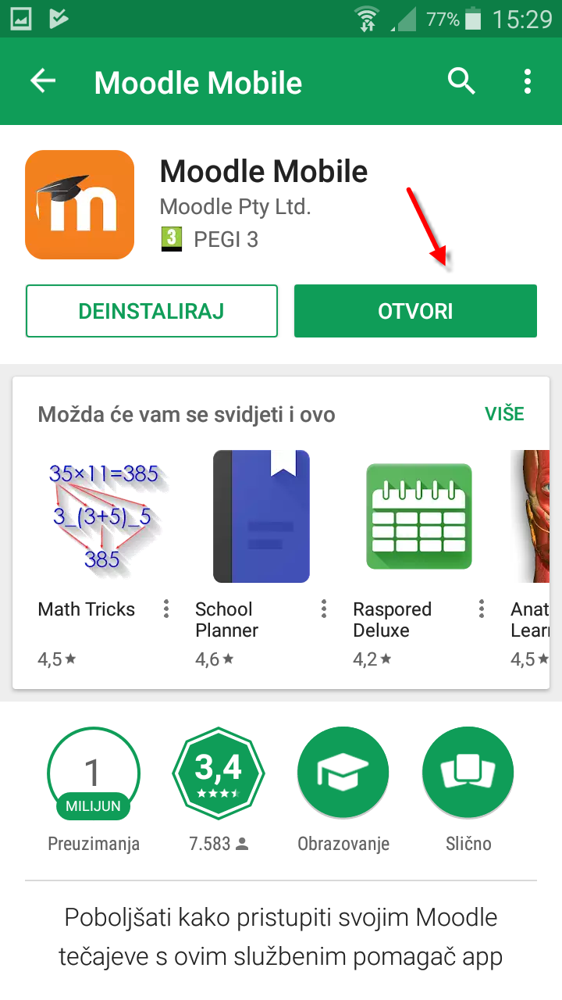 77% 15:29
Moodle Mobile
m
Moodle Mobile
Moodle Pty Ltd.
3 PEGI 3
DEINSTALIRAJ OTVORI
Možda će vam se svidjeti i ovo VIŠE
35×11=385
3_(3+5)_5
385
Math Tricks School Raspored Anat
Planner Deluxe Lear
4,5★ 4,6★ 4,2★ 4,5★
1 3,4
MILIJUN
Preuzimanja 7.583 Obrazovanje Slično
Poboljšati kako pristupiti svojim Moodle
tečajeve s ovim službenim pomagač app